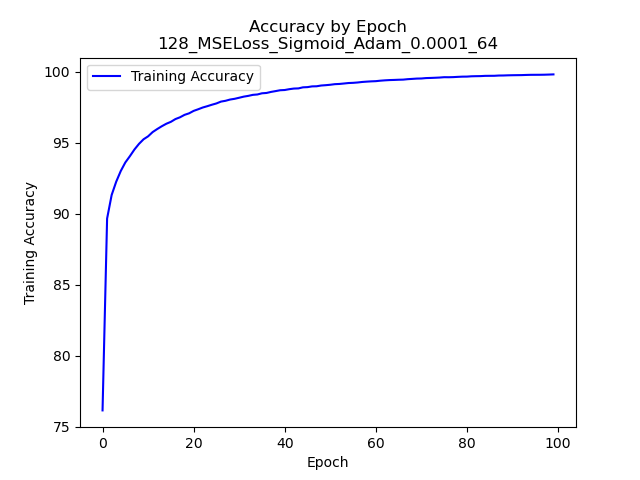 Accuracy by Epoch
128_MSELoss_Sigmoid_Adam_0.0001_64
Training Accuracy
100
95
90
85
80
75
Training Accuracy
0 20 40 60 80 100
Epoch